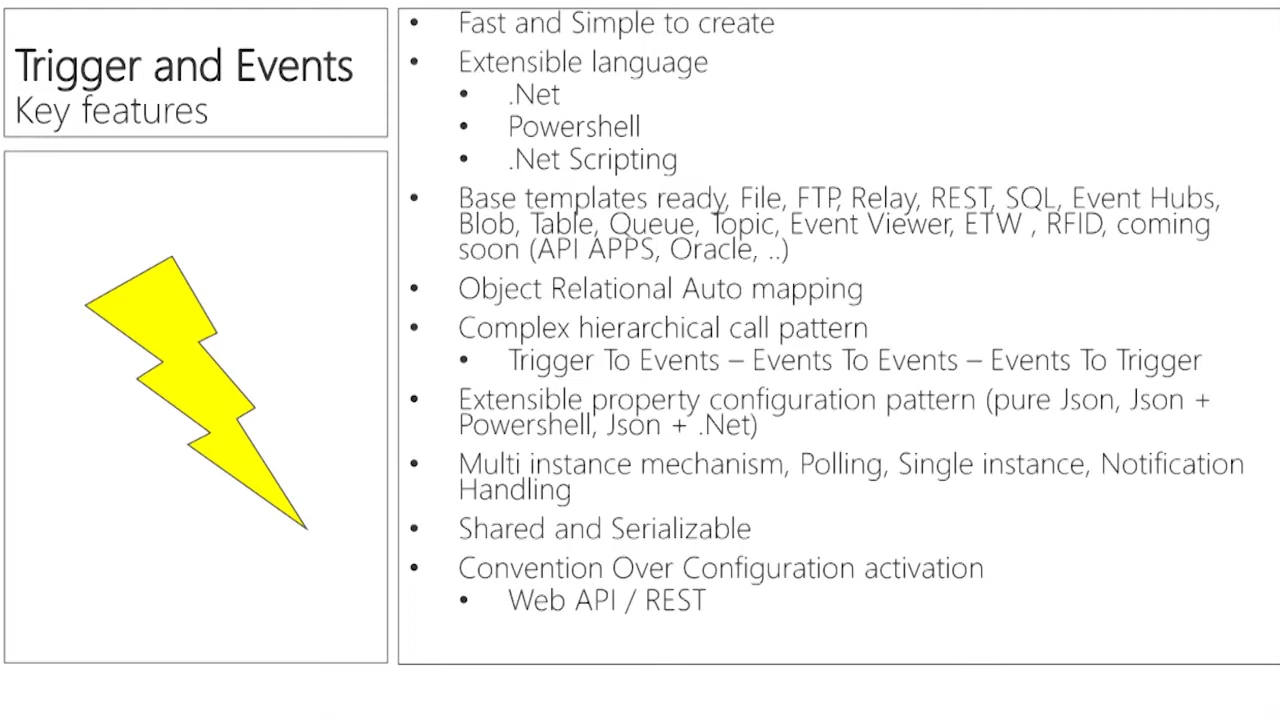 Trigger and Events
Key features
• Fast and Simple to create
• Extensible language
• .Net
• Powershell
• .Net Scripting
• Base templates ready, File, FTP, Relay, REST, SQL, Event Hubs,
Blob, Table, Queue, Topic, Event Viewer, ETW , RFID, coming
soon (API APPS, Oracle, ..)
• Object Relational Auto mapping
• Complex hierarchical call pattern
• Trigger To Events – Events To Events – Events To Trigger
• Extensible property configuration pattern (pure Json, Json +
Powershell, Json + .Net)
• Multi instance mechanism, Polling, Single instance, Notification
Handling
• Shared and Serializable
• Convention Over Configuration activation
• Web API / REST